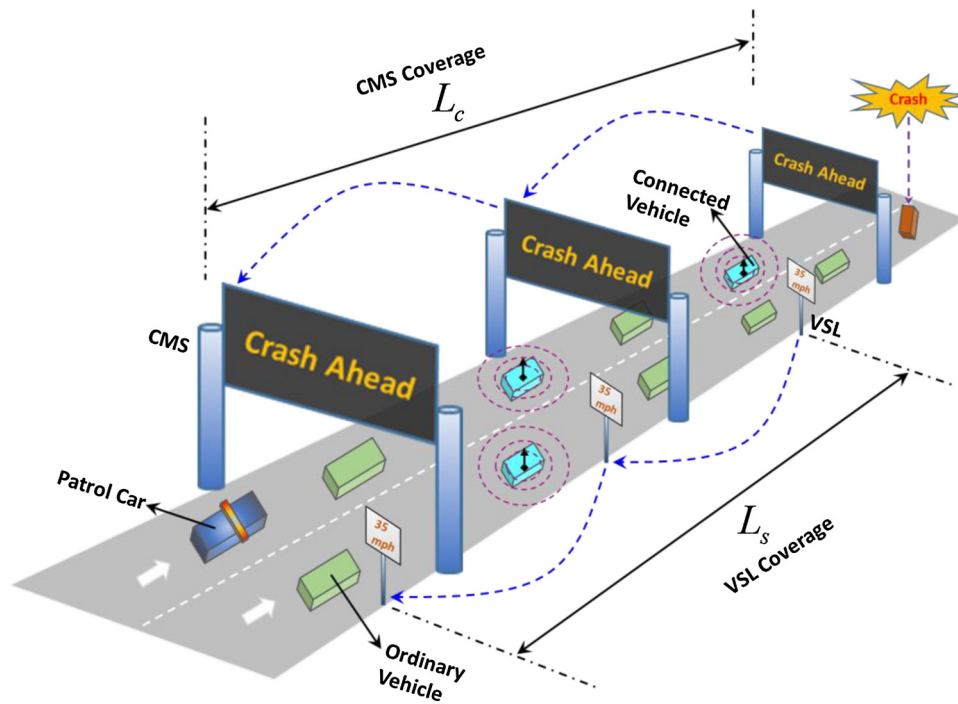 CMS Coverage
L_c
Crash
Crash Ahead
Connected
Vehicle
Crash Ahead
35
mph
VSL
CMS
Crash Ahead
35
mph
Patrol Car
35
mph
L_s
VSL Coverage
Ordinary
Vehicle